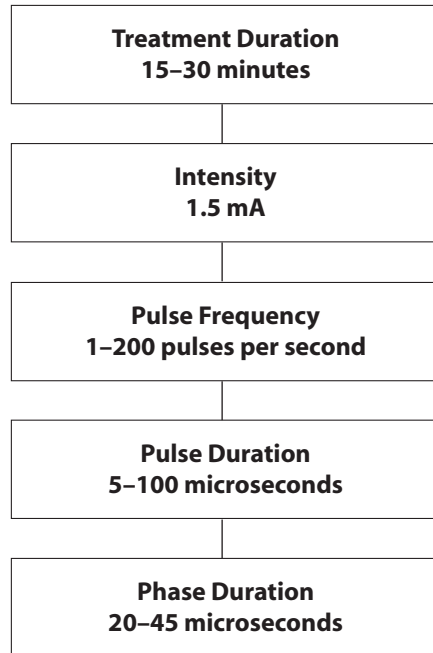 Treatment Duration
15–30 minutes
Intensity
1.5 mA
Pulse Frequency
1–200 pulses per second
Pulse Duration
5–100 microseconds
Phase Duration
20–45 microseconds